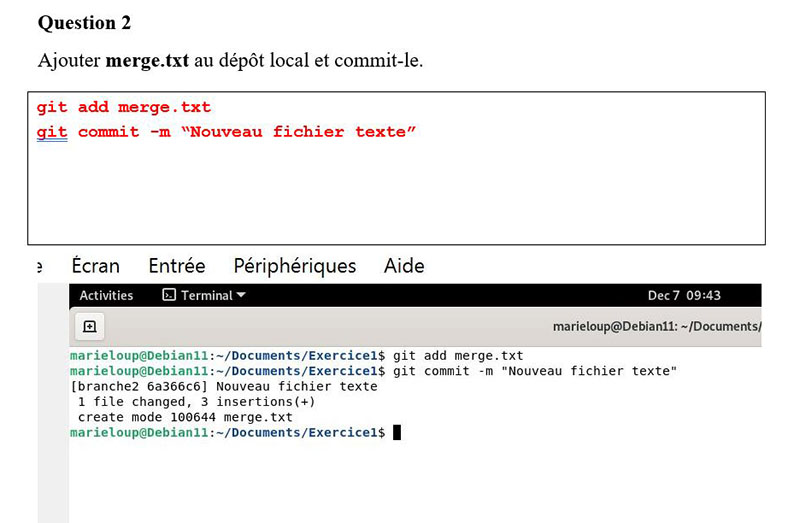 Question 2
Ajouter merge.txt au dépôt local et commit-le.
git add merge.txt
git commit -m “Nouveau fichier texte”
e Écran Entrée Périphériques Aide
Activities Terminal Dec 7 09:43
marieloup@Debian11: ~/Documents/
marieloup@Debian11:~/Documents/Exercice1$ git add merge.txt
marieloup@Debian11:~/Documents/Exercice1$ git commit -m "Nouveau fichier texte"
[branche2 6a366c6] Nouveau fichier texte
1 file changed, 3 insertions(+)
create mode 100644 merge.txt
marieloup@Debian11:~/Documents/Exercice1$